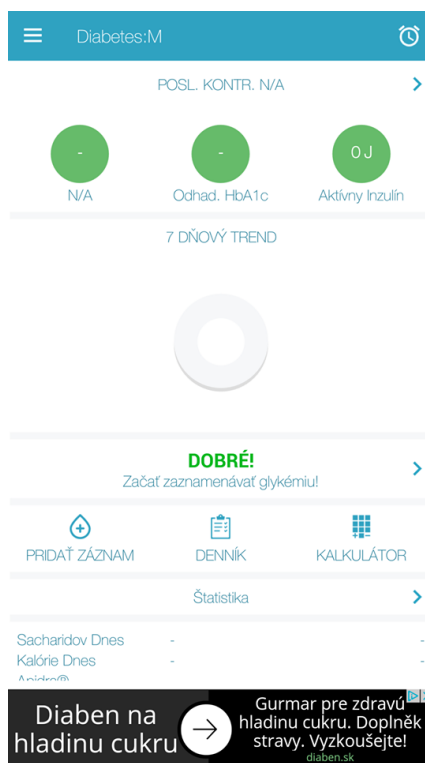 Diabetes:M
POSL. KONTR. N/A
-
-
0 J
N/A
Odhad. HbA1c
Aktívny Inzulín
7 DŇOVÝ TREND
DOBRÉ!
Začať zaznamenávať glykémiu!
PRIDAŤ ZÁZNAM
DENNÍK
KALKULÁTOR
Štatistika
Sacharidov Dnes - -
Kalórie Dnes - -
Apidra®
Diaben na
hladinu cukru
Gurmar pre zdravú
hladinu cukru. Doplněk
stravy. Vyzkoušejte!
diaben.sk